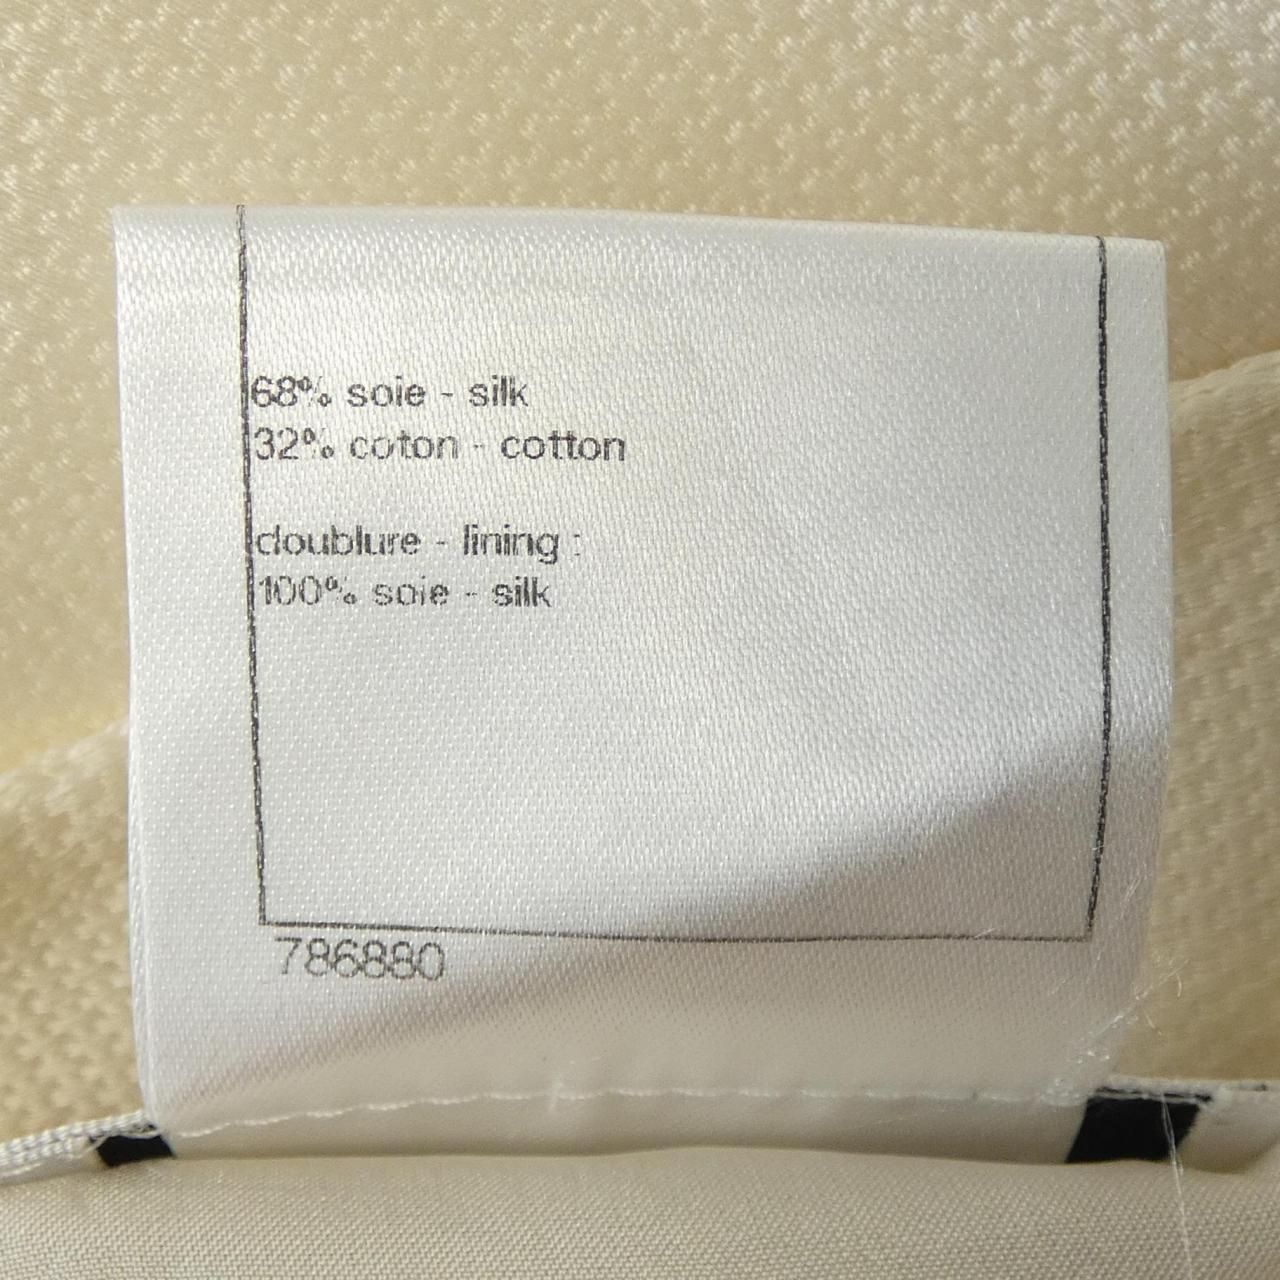 68% soie - silk
32% coton - cotton
doublure - lining :
100% soie - silk
786880